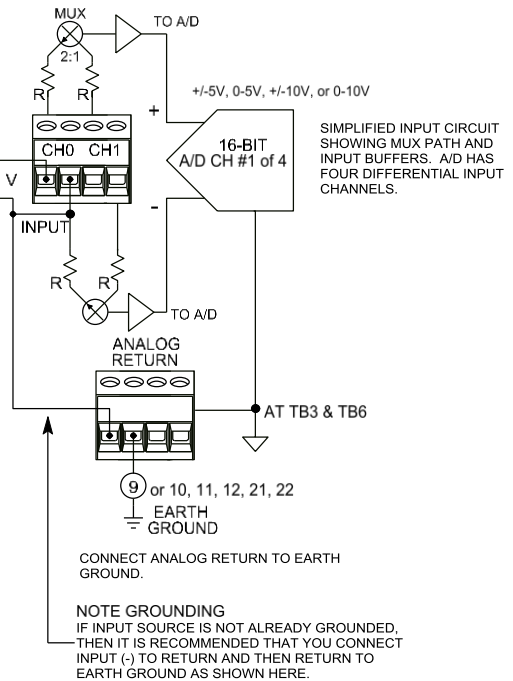 MUX
TO A/D
2:1
R
R
+/-5V, 0-5V, +/-10V, or 0-10V
+
CH0 CH1
16-BIT
A/D CH #1 of 4
SIMPLIFIED INPUT CIRCUIT
SHOWING MUX PATH AND
INPUT BUFFERS. A/D HAS
FOUR DIFFERENTIAL INPUT
CHANNELS.
V
-
INPUT
R
R
TO A/D
ANALOG
RETURN
AT TB3 & TB6
9 or 10, 11, 12, 21, 22
EARTH
GROUND
CONNECT ANALOG RETURN TO EARTH
GROUND.
NOTE GROUNDING
IF INPUT SOURCE IS NOT ALREADY GROUNDED,
THEN IT IS RECOMMENDED THAT YOU CONNECT
INPUT (-) TO RETURN AND THEN RETURN TO
EARTH GROUND AS SHOWN HERE.